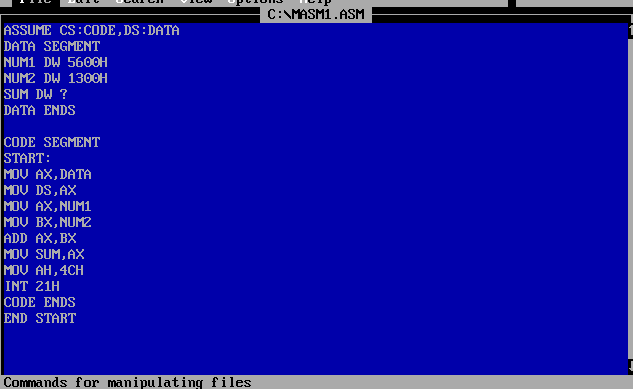 File Edit Search View Options Help
C:\MASM1.ASM
ASSUME CS:CODE,DS:DATA
DATA SEGMENT
NUM1 DW 5600H
NUM2 DW 1300H
SUM DW ?
DATA ENDS
CODE SEGMENT
START:
MOV AX,DATA
MOV DS,AX
MOV AX,NUM1
MOV BX,NUM2
ADD AX,BX
MOV SUM,AX
MOV AH,4CH
INT 21H
CODE ENDS
END START
Commands for manipulating files